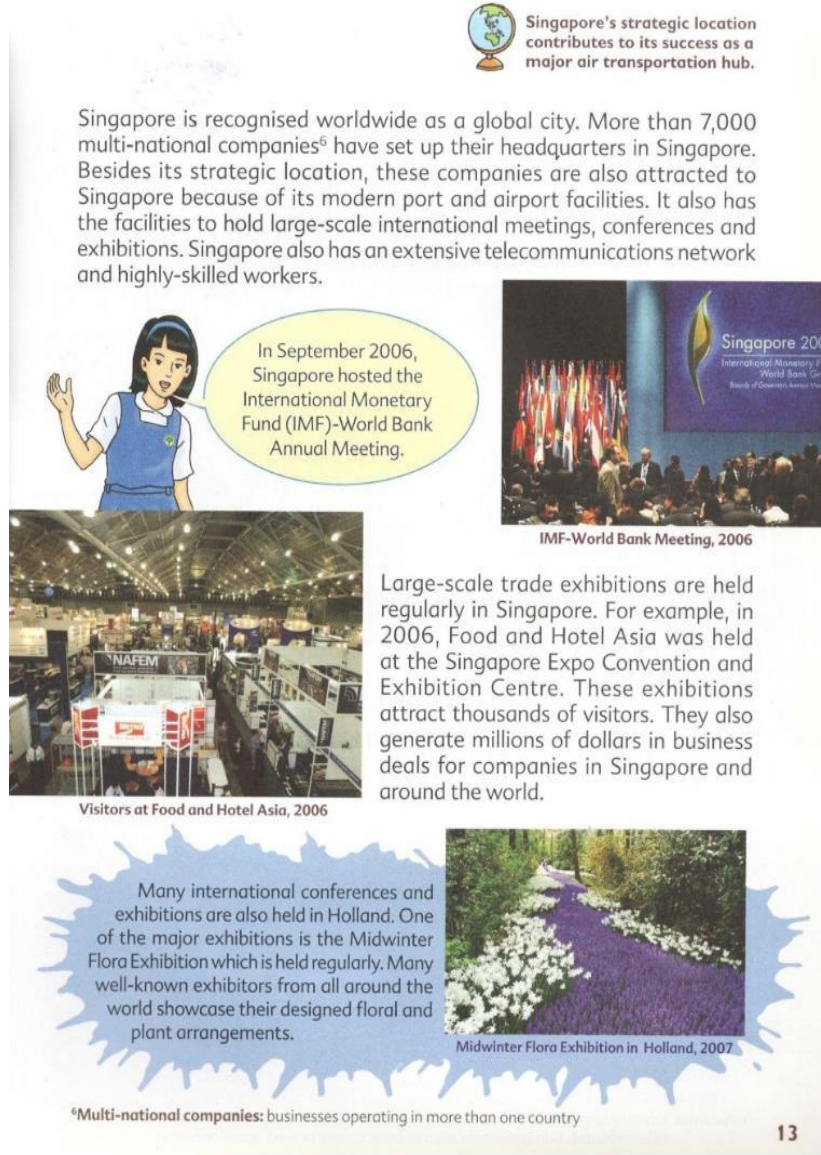 Singapore's strategic location
contributes to its success as a
major air transportation hub.
Singapore is recognised worldwide as a global city. More than 7,000
multi-national companies⁶ have set up their headquarters in Singapore.
Besides its strategic location, these companies are also attracted to
Singapore because of its modern port and airport facilities. It also has
the facilities to hold large-scale international meetings, conferences and
exhibitions. Singapore also has an extensive telecommunications network
and highly-skilled workers.
In September 2006,
Singapore hosted the
International Monetary
Fund (IMF)-World Bank
Annual Meeting.
Singapore 200
International Monetary F
World Bank Gr
Boards of Governors Annual Mee
IMF-World Bank Meeting, 2006
NAFEM
Large-scale trade exhibitions are held
regularly in Singapore. For example, in
2006, Food and Hotel Asia was held
at the Singapore Expo Convention and
Exhibition Centre. These exhibitions
attract thousands of visitors. They also
generate millions of dollars in business
deals for companies in Singapore and
around the world.
Visitors at Food and Hotel Asia, 2006
Many international conferences and
exhibitions are also held in Holland. One
of the major exhibitions is the Midwinter
Flora Exhibition which is held regularly. Many
well-known exhibitors from all around the
world showcase their designed floral and
plant arrangements.
Midwinter Flora Exhibition in Holland, 2007
⁶Multi-national companies: businesses operating in more than one country
13